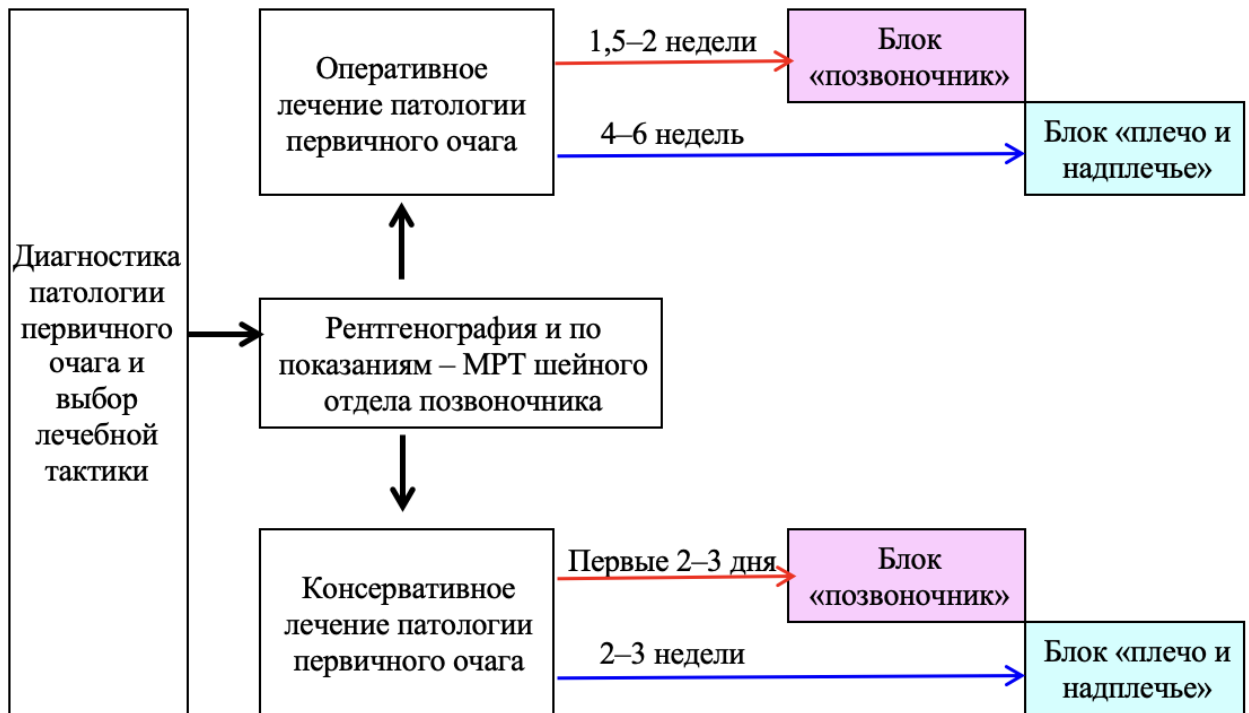 Диагностика
патологии
первичного
очага и
выбор
лечебной
тактики
Оперативное
лечение патологии
первичного очага
1,5–2 недели
Блок
«позвоночник»
4–6 недель
Блок «плечо и
надплечье»
Рентгенография и по
показаниям – МРТ шейного
отдела позвоночника
Консервативное
лечение патологии
первичного очага
Первые 2–3 дня
Блок
«позвоночник»
2–3 недели
Блок «плечо и
надплечье»